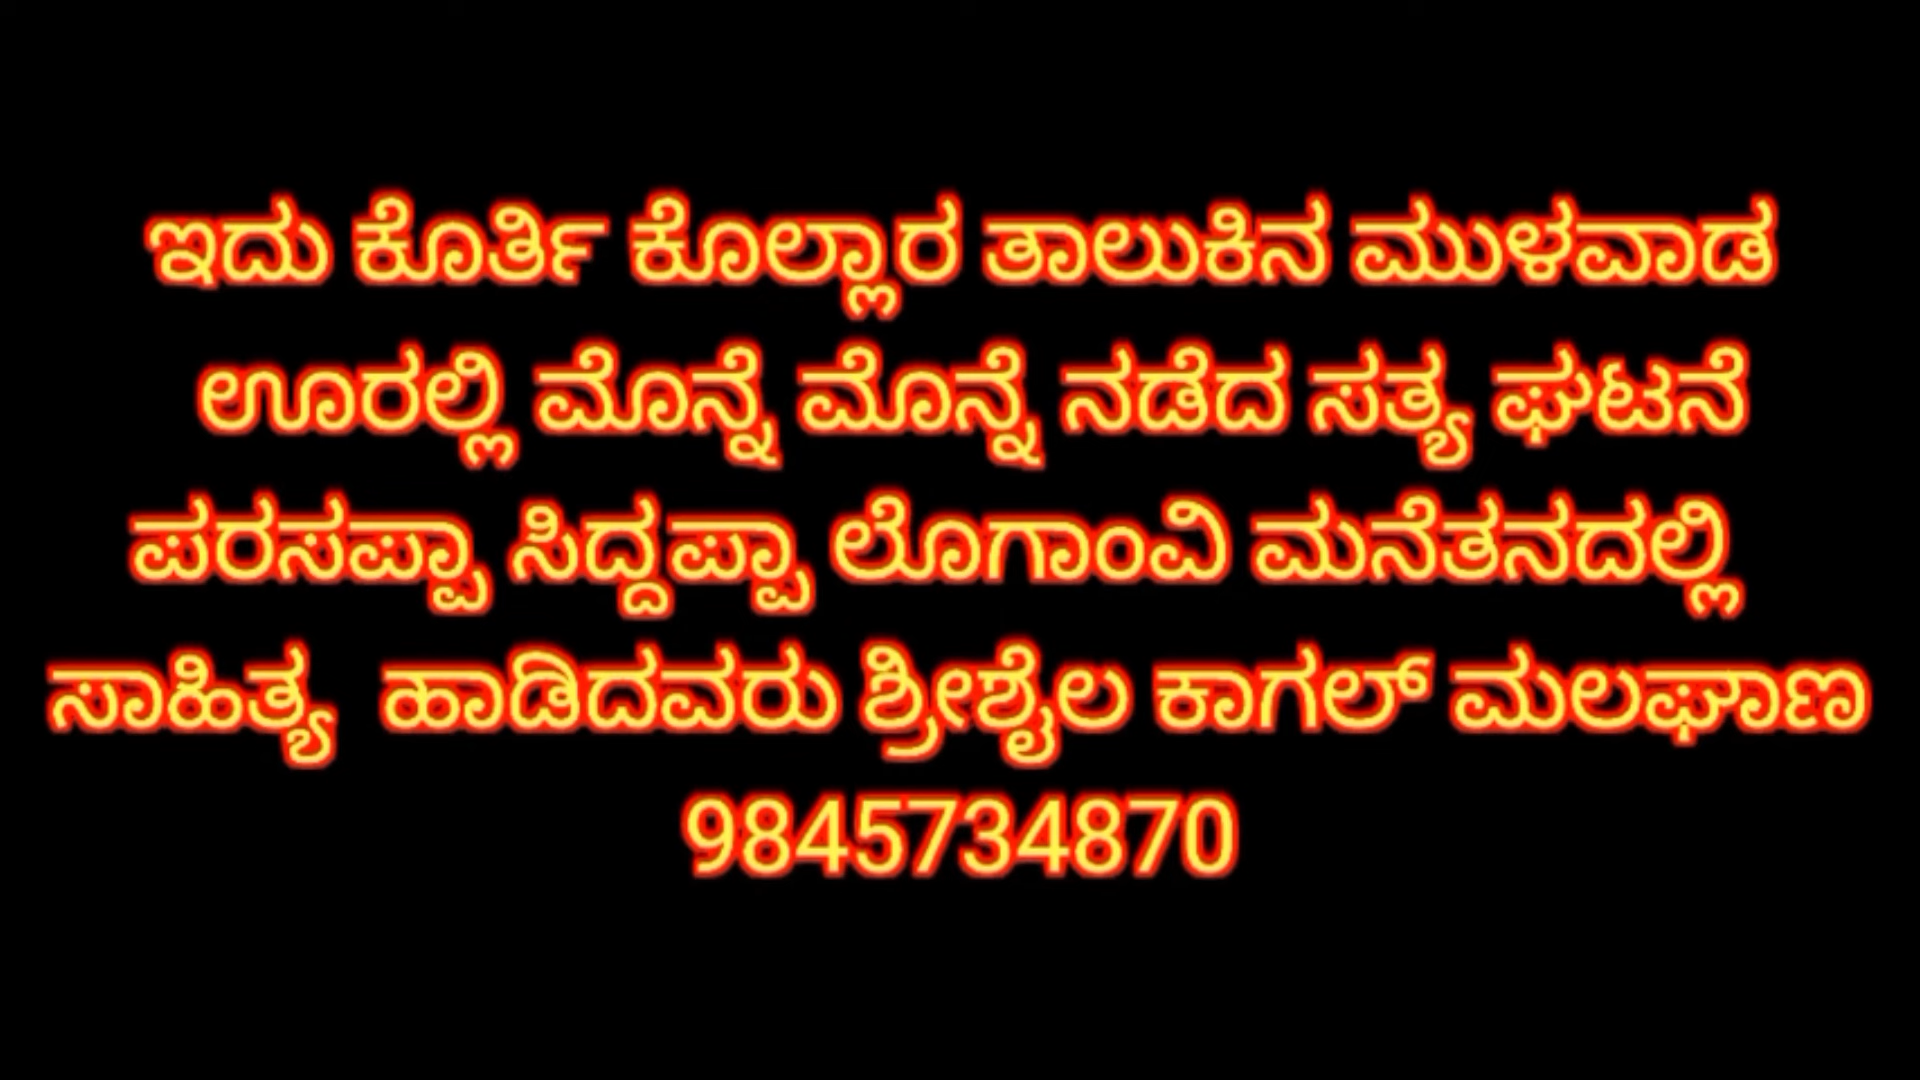 ಇದು ಕೊರ್ತಿ ಕೊಲ್ಲಾರ ತಾಲುಕಿನ ಮುಳವಾಡ
ಊರಲ್ಲಿ ಮೊನ್ನೆ ಮೊನ್ನೆ ನಡೆದ ಸತ್ಯ ಘಟನೆ
ಪರಸಪ್ಪಾ ಸಿದ್ದಪ್ಪಾ ಲೊಗಾಂವಿ ಮನೆತನದಲ್ಲಿ
ಸಾಹಿತ್ಯ ಹಾಡಿದವರು ಶ್ರೀಶೈಲ ಕಾಗಲ್ ಮಲಘಾಣ
9845734870